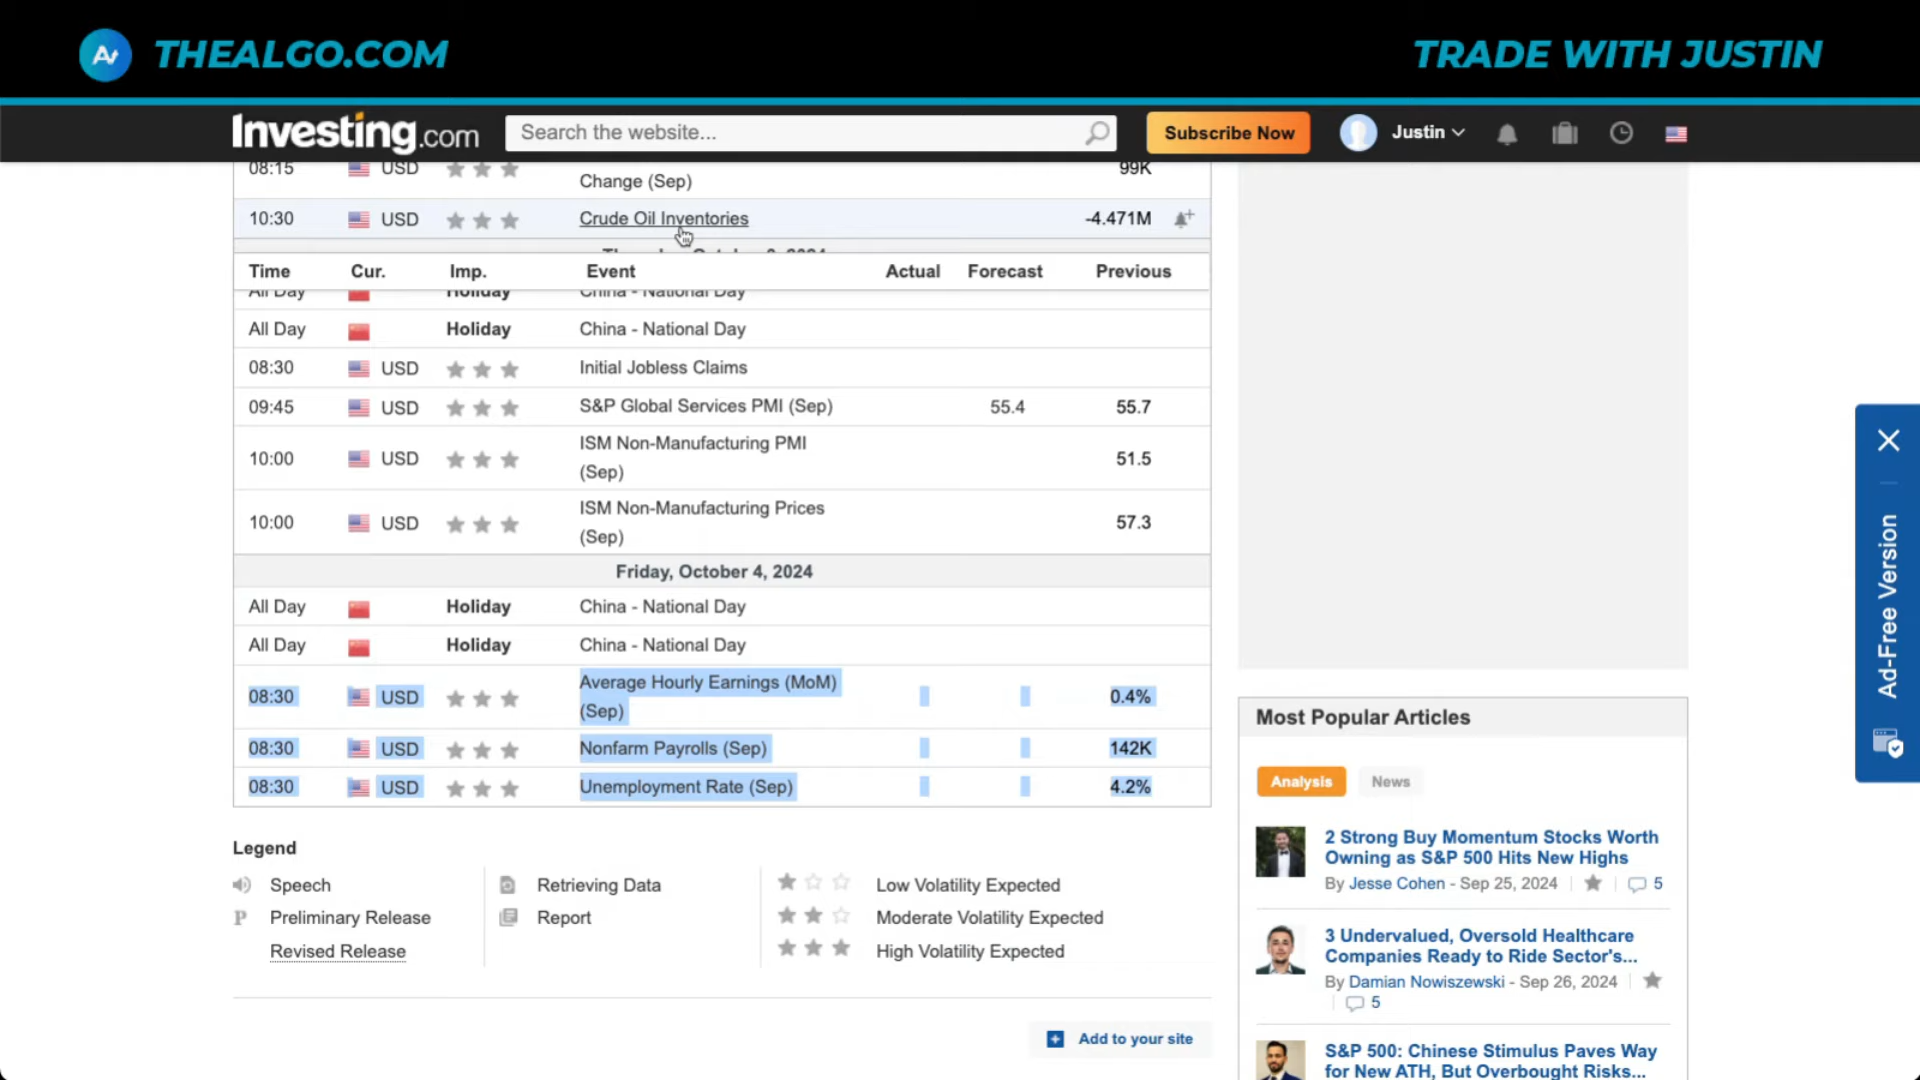 THEALGO.COM
TRADE WITH JUSTIN
Investing.com
Search the website...
Subscribe Now
Justin
08:15 USD 99K
Change (Sep)
10:30 USD Crude Oil Inventories -4.471M
Time Cur. Imp. Event Actual Forecast Previous
All Day Holiday China - National Day
All Day Holiday China - National Day
08:30 USD Initial Jobless Claims
09:45 USD S&P Global Services PMI (Sep) 55.4 55.7
ISM Non-Manufacturing PMI
10:00 USD 51.5
(Sep)
ISM Non-Manufacturing Prices
10:00 USD 57.3
(Sep)
Friday, October 4, 2024
All Day Holiday China - National Day
All Day Holiday China - National Day
Average Hourly Earnings (MoM)
08:30 USD 0.4%
(Sep)
08:30 USD Nonfarm Payrolls (Sep) 142K
08:30 USD Unemployment Rate (Sep) 4.2%
Legend
Speech
P Preliminary Release
Revised Release
Retrieving Data
Report
Low Volatility Expected
Moderate Volatility Expected
High Volatility Expected
Add to your site
Ad-Free Version
Most Popular Articles
Analysis
News
2 Strong Buy Momentum Stocks Worth
Owning as S&P 500 Hits New Highs
By Jesse Cohen - Sep 25, 2024 5
3 Undervalued, Oversold Healthcare
Companies Ready to Ride Sector's...
By Damian Nowiszewski - Sep 26, 2024
5
S&P 500: Chinese Stimulus Paves Way
for New ATH, But Overbought Risks...